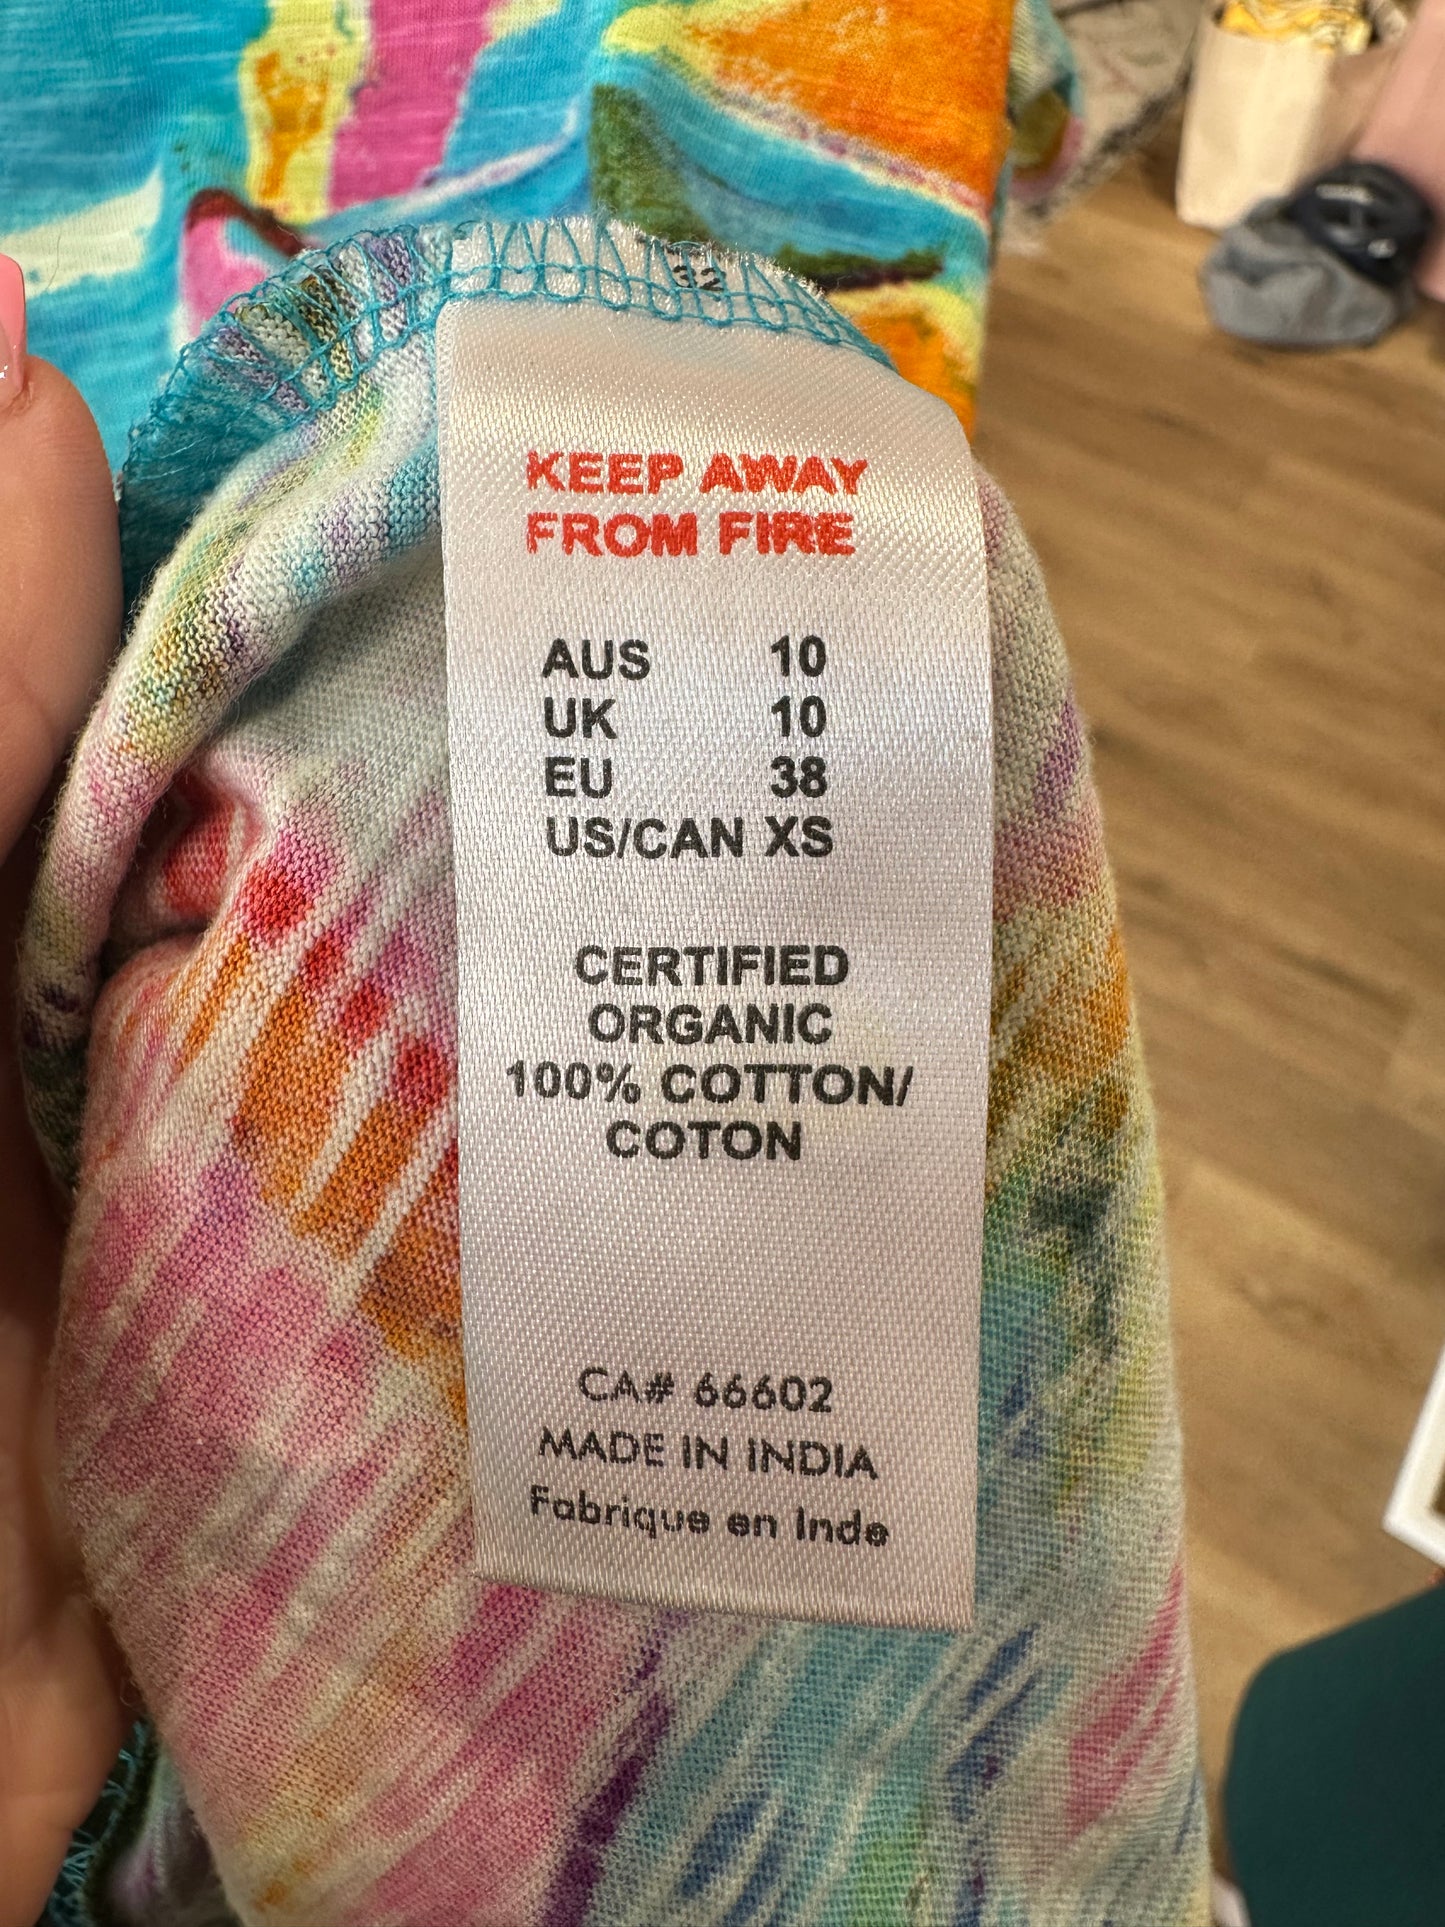 32
KEEP AWAY
FROM FIRE
AUS 10
UK 10
EU 38
US/CAN XS
CERTIFIED
ORGANIC
100% COTTON/
COTON
CA# 66602
MADE IN INDIA
Fabrique en Inde